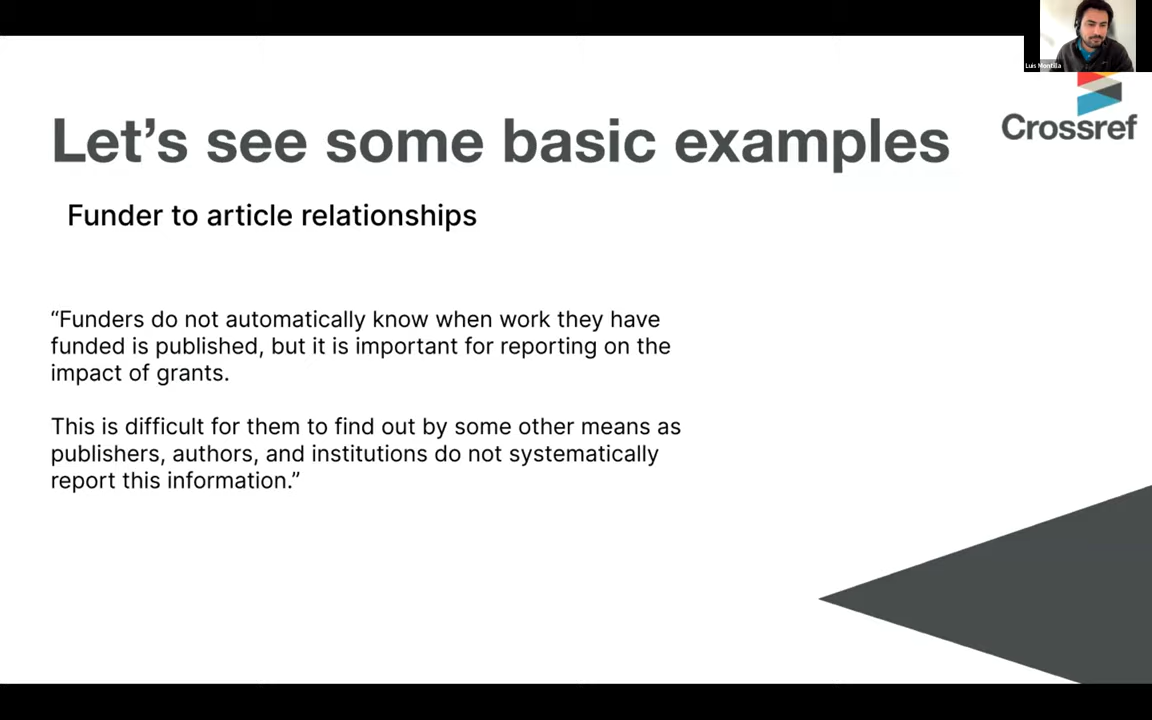 Luis Montilla
Let’s see some basic examples
Crossref
Funder to article relationships
“Funders do not automatically know when work they have
funded is published, but it is important for reporting on the
impact of grants.
This is difficult for them to find out by some other means as
publishers, authors, and institutions do not systematically
report this information.”